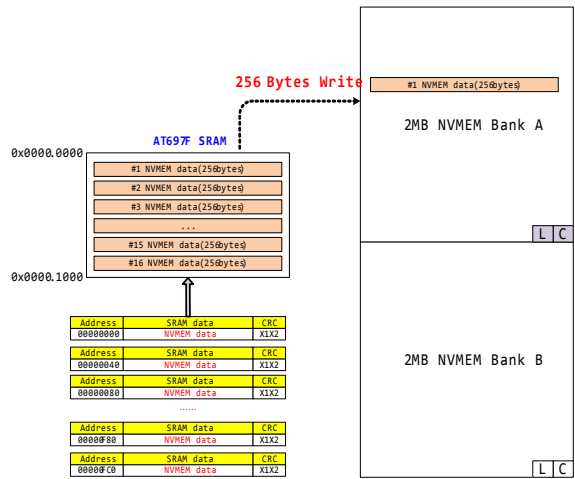 256 Bytes Write
#1 NVMEM data(256bytes)
2MB NVMEM Bank A
L C
AT697F SRAM
0x0000.0000
#1 NVMEM data(256bytes)
#2 NVMEM data(256bytes)
#3 NVMEM data(256bytes)
...
#15 NVMEM data(256bytes)
#16 NVMEM data(256bytes)
0x0000.1000
Address SRAM data CRC
00000000 NVMEM data X1X2
Address SRAM data CRC
00000040 NVMEM data X1X2
Address SRAM data CRC
00000080 NVMEM data X1X2
......
Address SRAM data CRC
00000F80 NVMEM data X1X2
Address SRAM data CRC
00000FC0 NVMEM data X1X2
2MB NVMEM Bank B
L C